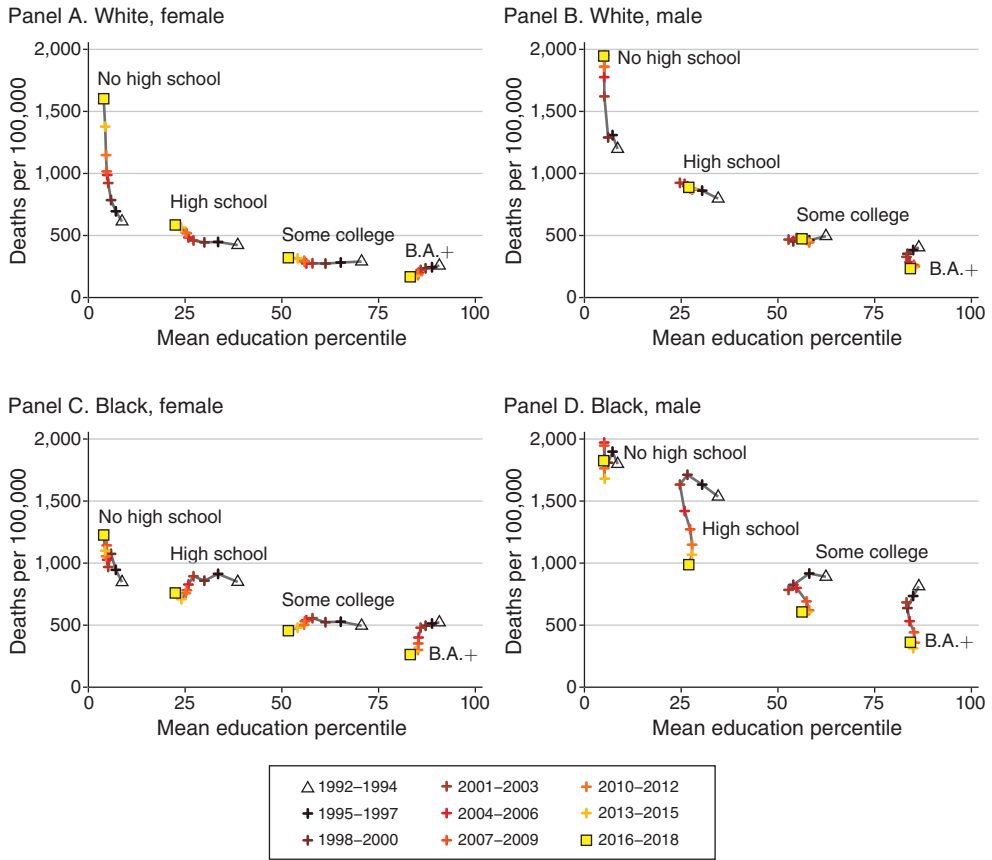 Panel A. White, female
Deaths per 100,000
2,000
1,500
1,000
500
0
No high school
High school
Some college
B.A.+
0 25 50 75 100
Mean education percentile
Panel B. White, male
Deaths per 100,000
2,000
1,500
1,000
500
0
No high school
High school
Some college
B.A.+
0 25 50 75 100
Mean education percentile
Panel C. Black, female
Deaths per 100,000
2,000
1,500
1,000
500
0
No high school
High school
Some college
B.A.+
0 25 50 75 100
Mean education percentile
Panel D. Black, male
Deaths per 100,000
2,000
1,500
1,000
500
0
No high school
High school
Some college
B.A.+
0 25 50 75 100
Mean education percentile
1992–1994 2001–2003 2010–2012
1995–1997 2004–2006 2013–2015
1998–2000 2007–2009 2016–2018